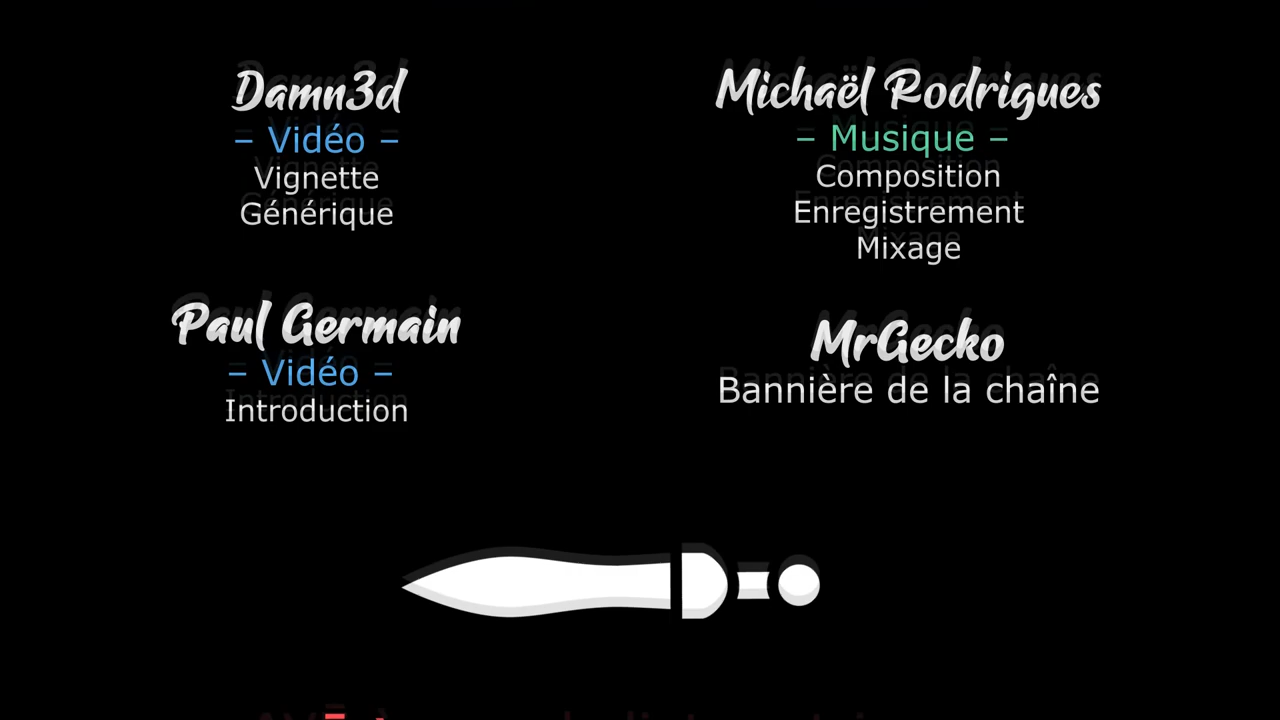 Damn3d
– Vidéo –
Vignette
Générique
Michaël Rodrigues
– Musique –
Composition
Enregistrement
Mixage
Paul Germain
– Vidéo –
Introduction
MrGecko
Bannière de la chaîne